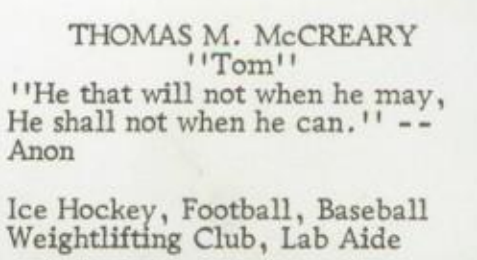 THOMAS M. McCREARY
''Tom''
''He that will not when he may,
He shall not when he can.'' --
Anon
Ice Hockey, Football, Baseball
Weightlifting Club, Lab Aide